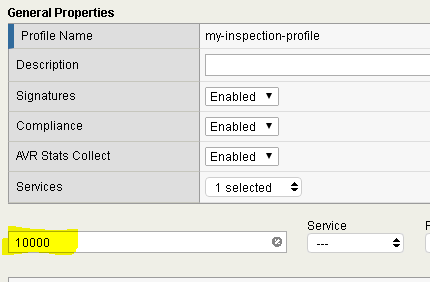 General Properties
Profile Name my-inspection-profile
Description
Signatures Enabled
Compliance Enabled
AVR Stats Collect Enabled
Services 1 selected
Service
10000 ---